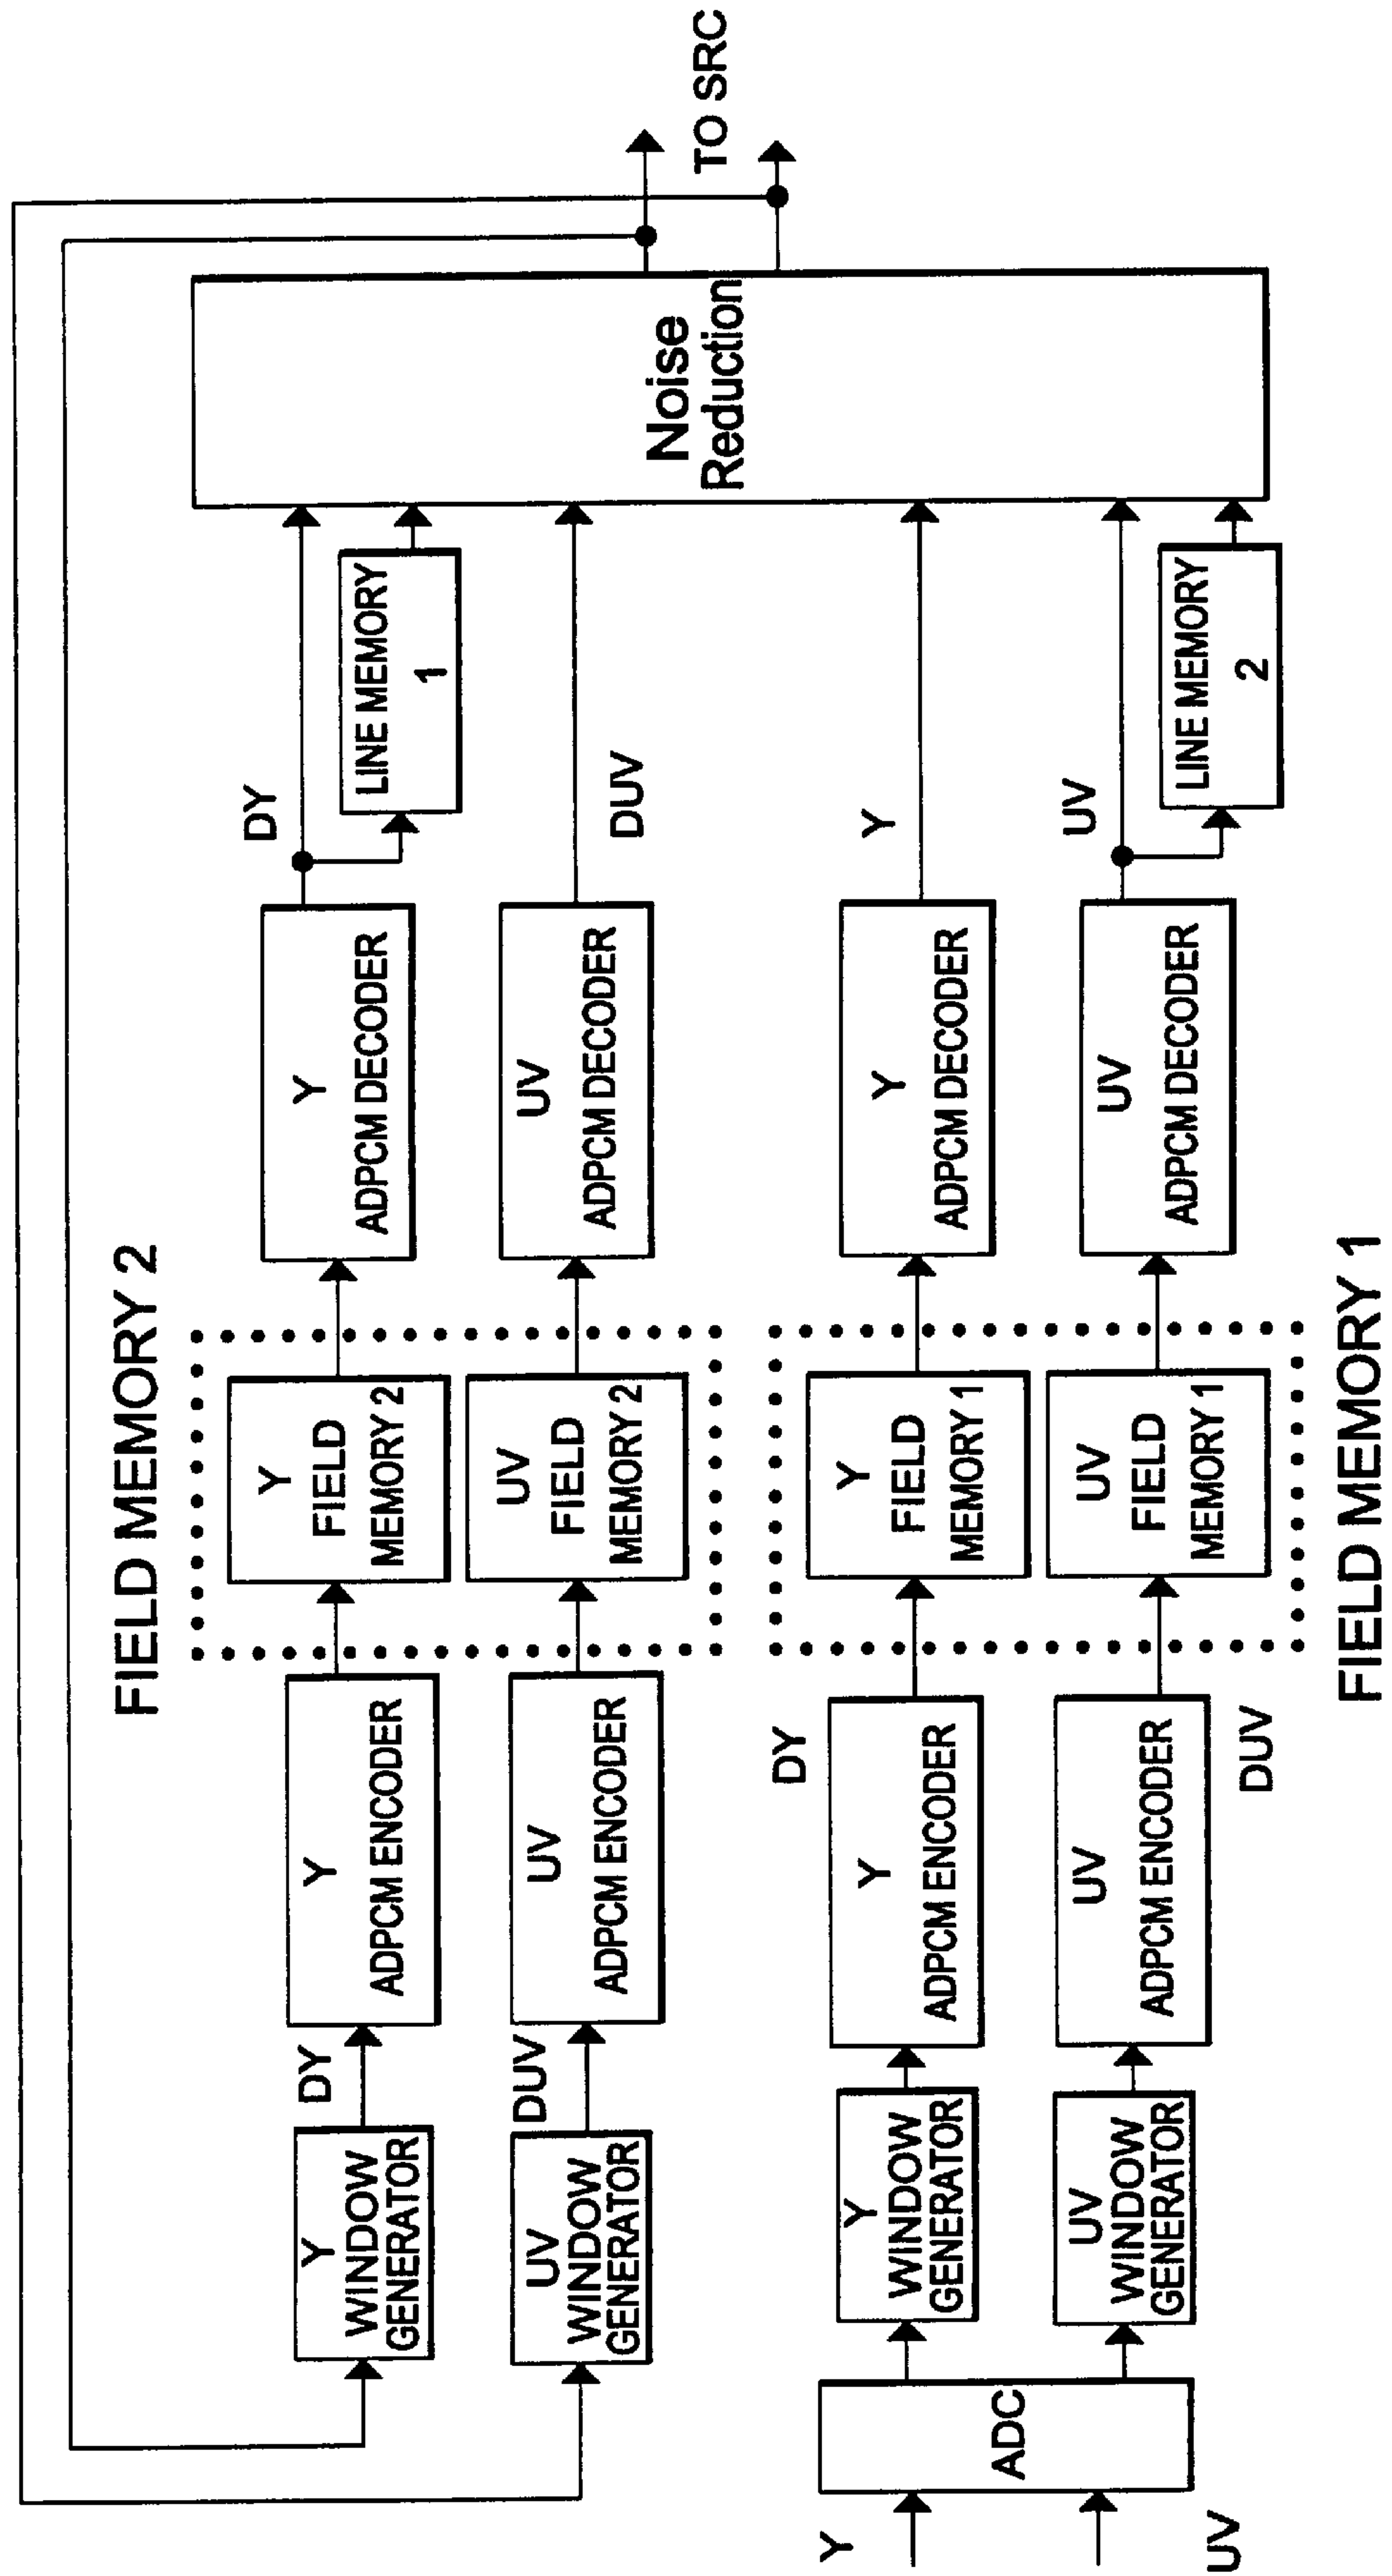 FIELD MEMORY 2
Y
WINDOW
GENERATOR
DY
Y
ADPCM ENCODER
Y
FIELD
MEMORY 2
Y
ADPCM DECODER
DY
LINE MEMORY
1
UV
WINDOW
GENERATOR
DUV
UV
ADPCM ENCODER
UV
FIELD
MEMORY 2
UV
ADPCM DECODER
DUV
Noise
Reduction
TO SRC
Y
UV
ADC
Y
WINDOW
GENERATOR
Y
ADPCM ENCODER
DY
Y
FIELD
MEMORY 1
Y
ADPCM DECODER
Y
UV
WINDOW
GENERATOR
UV
ADPCM ENCODER
DUV
UV
FIELD
MEMORY 1
UV
ADPCM DECODER
UV
LINE MEMORY
2
FIELD MEMORY 1